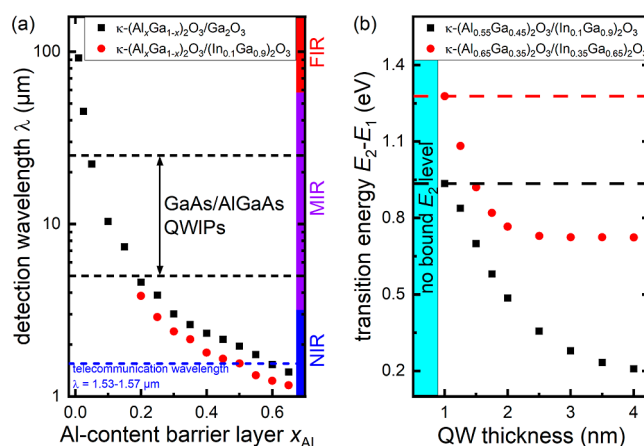 (a)
κ-(AlxGa1-x)2O3/Ga2O3
κ-(AlxGa1-x)2O3/(In0.1Ga0.9)2O3
detection wavelength λ (µm)
100
10
1
GaAs/AlGaAs
QWIPs
telecommunication wavelength
λ = 1.53-1.57 µm
FIR
MIR
NIR
0.0 0.2 0.4 0.6
Al-content barrier layer xAl
(b)
κ-(Al0.55Ga0.45)2O3/(In0.1Ga0.9)2O3
κ-(Al0.65Ga0.35)2O3/(In0.35Ga0.65)2O3
transition energy E2-E1 (eV)
1.4
1.1
0.8
0.5
0.2
no bound E2 level
0 1 2 3 4
QW thickness (nm)